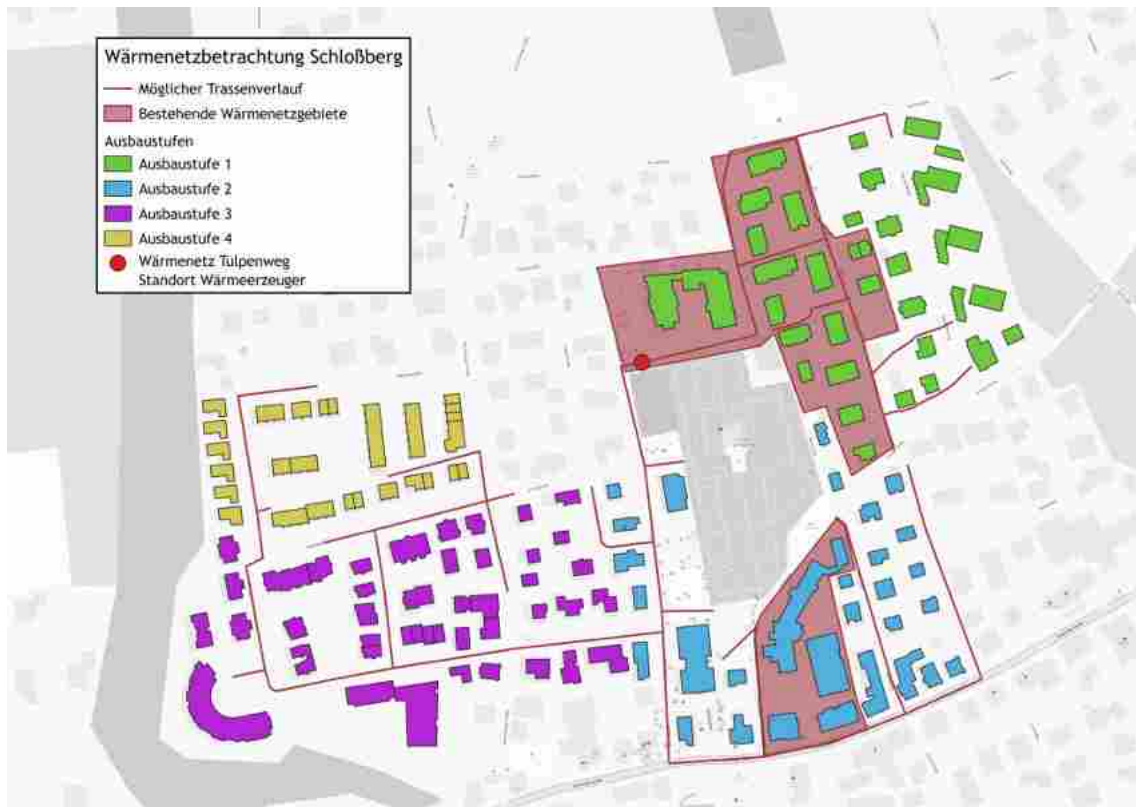 Wärmenetzbetrachtung Schloßberg
Möglicher Trassenverlauf
Bestehende Wärmenetzgebiete
Ausbaustufen
Ausbaustufe 1
Ausbaustufe 2
Ausbaustufe 3
Ausbaustufe 4
Wärmenetz Tulpenweg
Standort Wärmeerzeuger